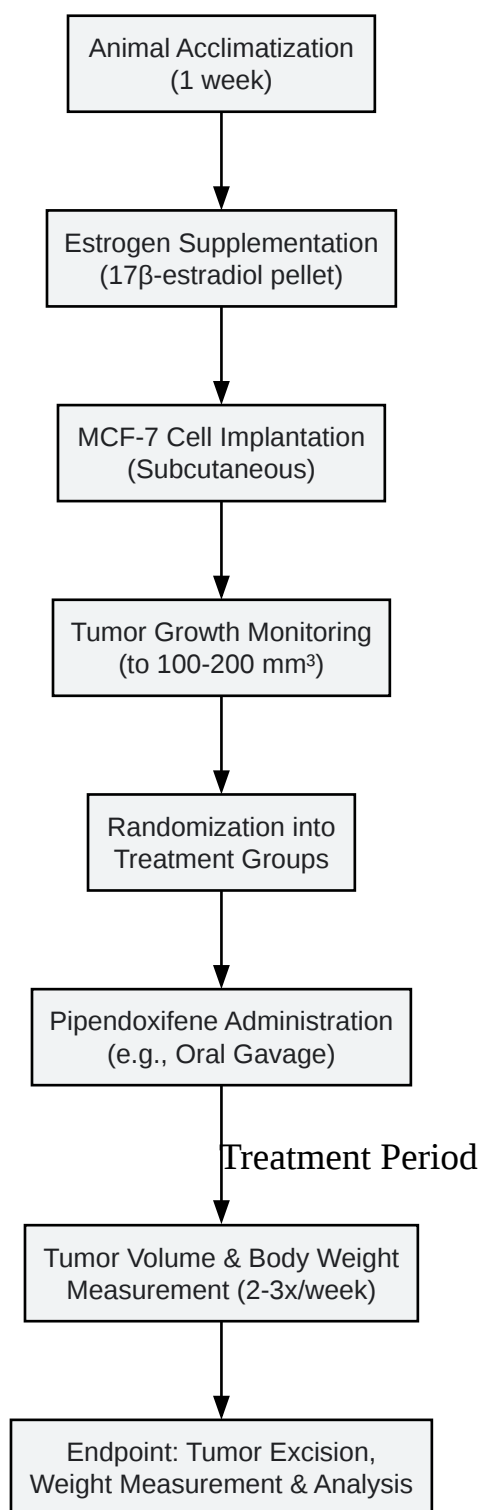 Animal Acclimatization
(1 week)
Estrogen Supplementation
(17β-estradiol pellet)
MCF-7 Cell Implantation
(Subcutaneous)
Tumor Growth Monitoring
(to 100-200 mm³)
Randomization into
Treatment Groups
Pipendoxifene Administration
(e.g., Oral Gavage)
Treatment Period
Tumor Volume & Body Weight
Measurement (2-3x/week)
Endpoint: Tumor Excision,
Weight Measurement & Analysis